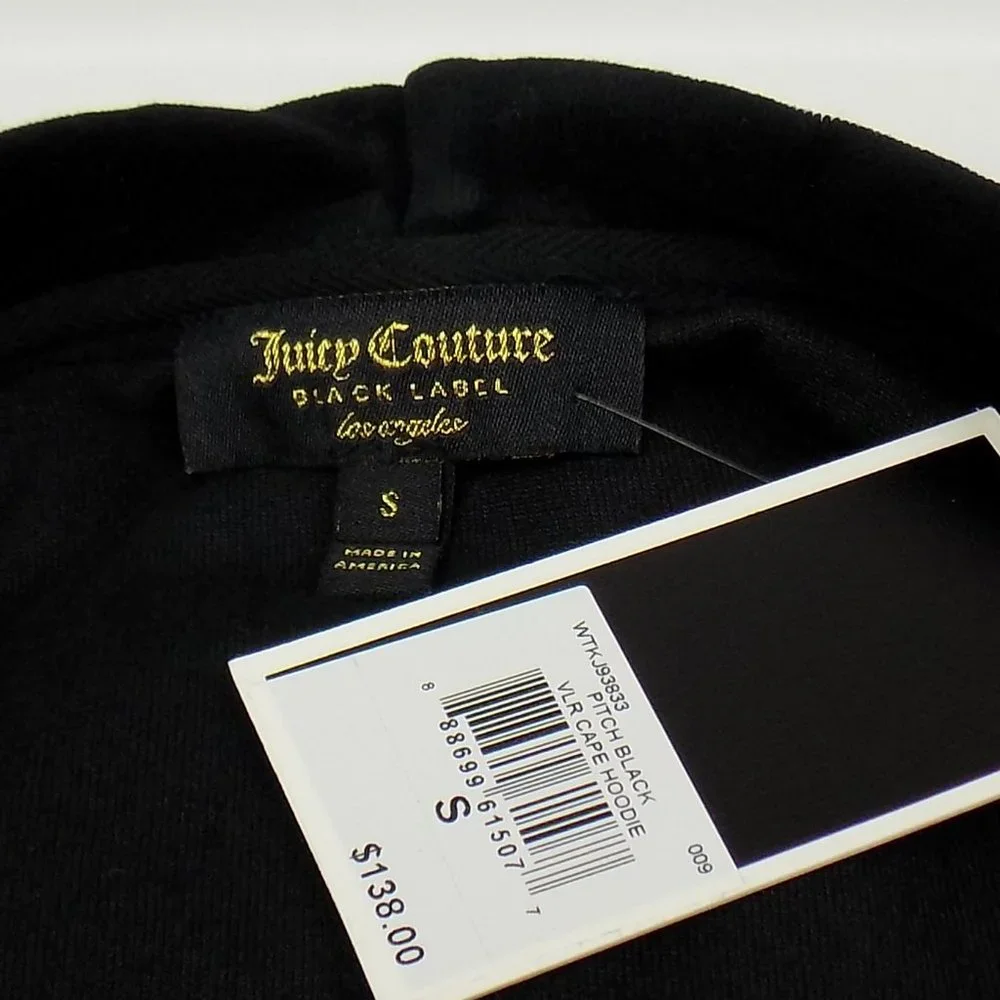 Juicy Couture
BLACK LABEL
los angeles
S
MADE IN
AMERICA
WTKJ93833
PITCH BLACK
VLR CAPE HOODIE
009
8 88699 61507 7
S
$138.00